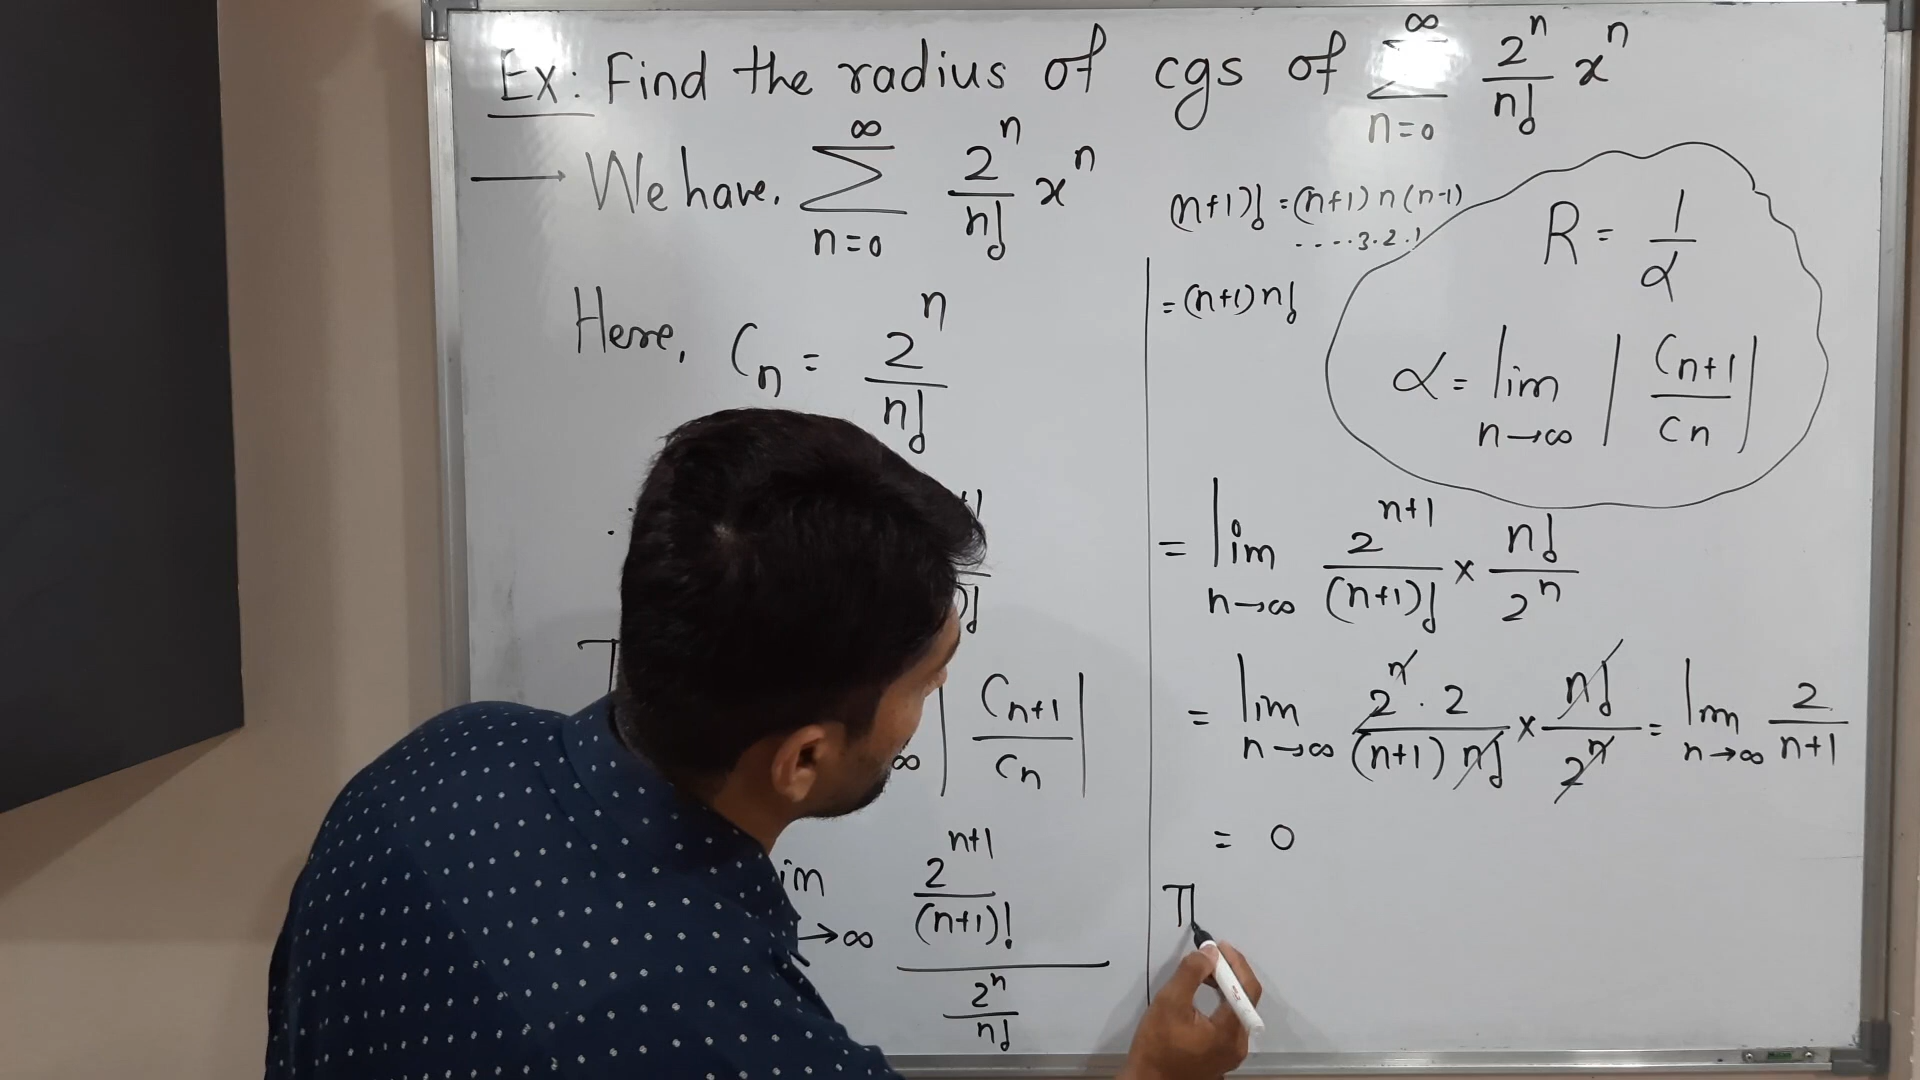 Ex: Find the radius of cgs of ∑_{n=0}^{∞} 2^n/n! x^n
→ We have, ∑_{n=0}^{∞} 2^n/n! x^n
Here, C_n = 2^n/n!
∞ |C_{n+1}/C_n|
im →∞ (2^{n+1}/(n+1)!)/(2^n/n!)
(n+1)! = (n+1) n (n-1)
....3.2.1
= (n+1) n!
R = 1/α
α = lim_{n→∞} |C_{n+1}/C_n|
= lim_{n→∞} 2^{n+1}/(n+1)! × n!/2^n
= lim_{n→∞} 2^n · 2/((n+1) n!) × n!/2^n = lim_{n→∞} 2/(n+1)
= 0